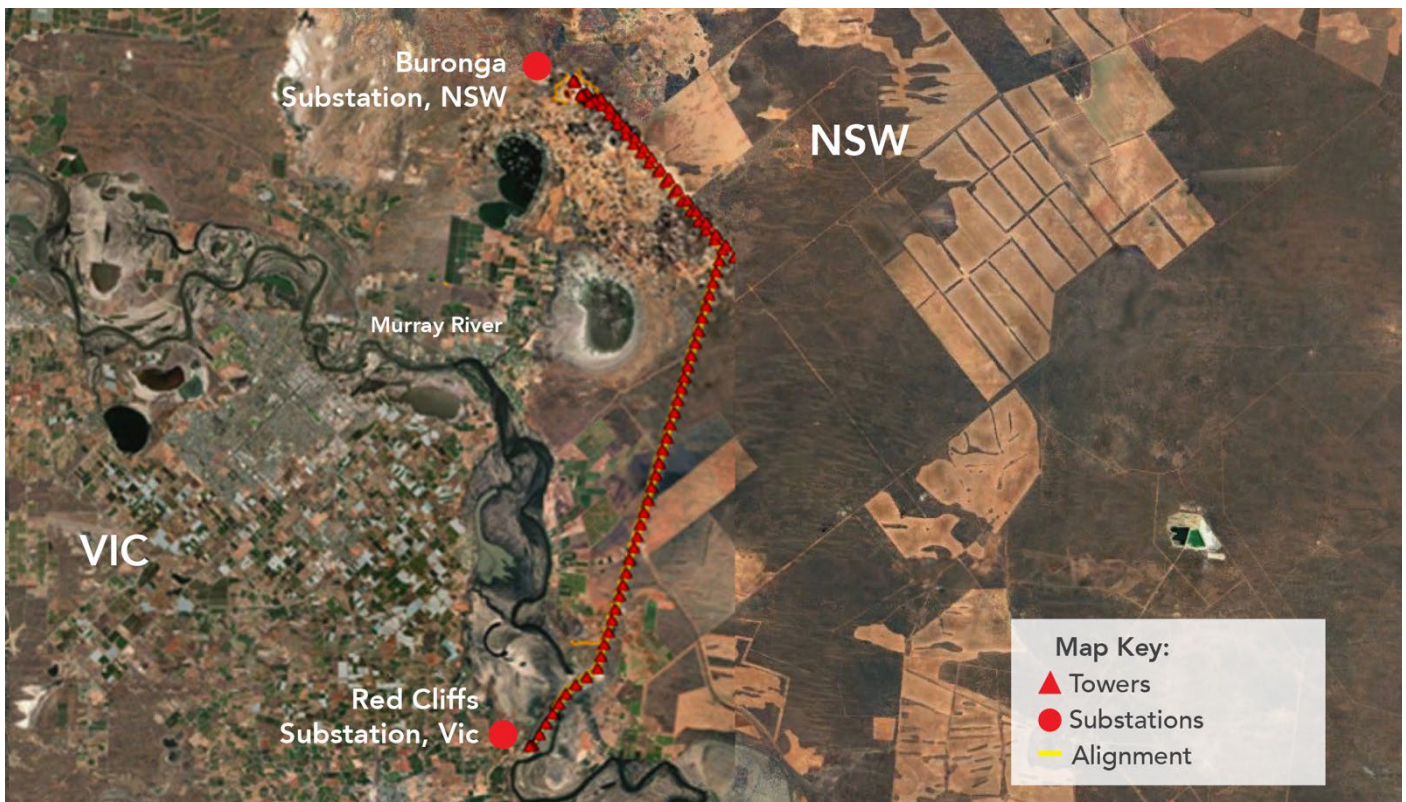 Buronga
Substation, NSW
NSW
Murray River
VIC
Red Cliffs
Substation, Vic
Map Key:
Towers
Substations
Alignment